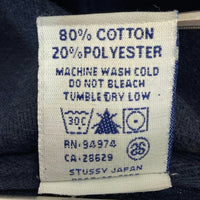 80% COTTON
20% POLYESTER
MACHINE WASH COLD
DO NOT BLEACH
TUMBLE DRY LOW
30C
RN: 94974
CA: 28629
26
STUSSY JAPAN